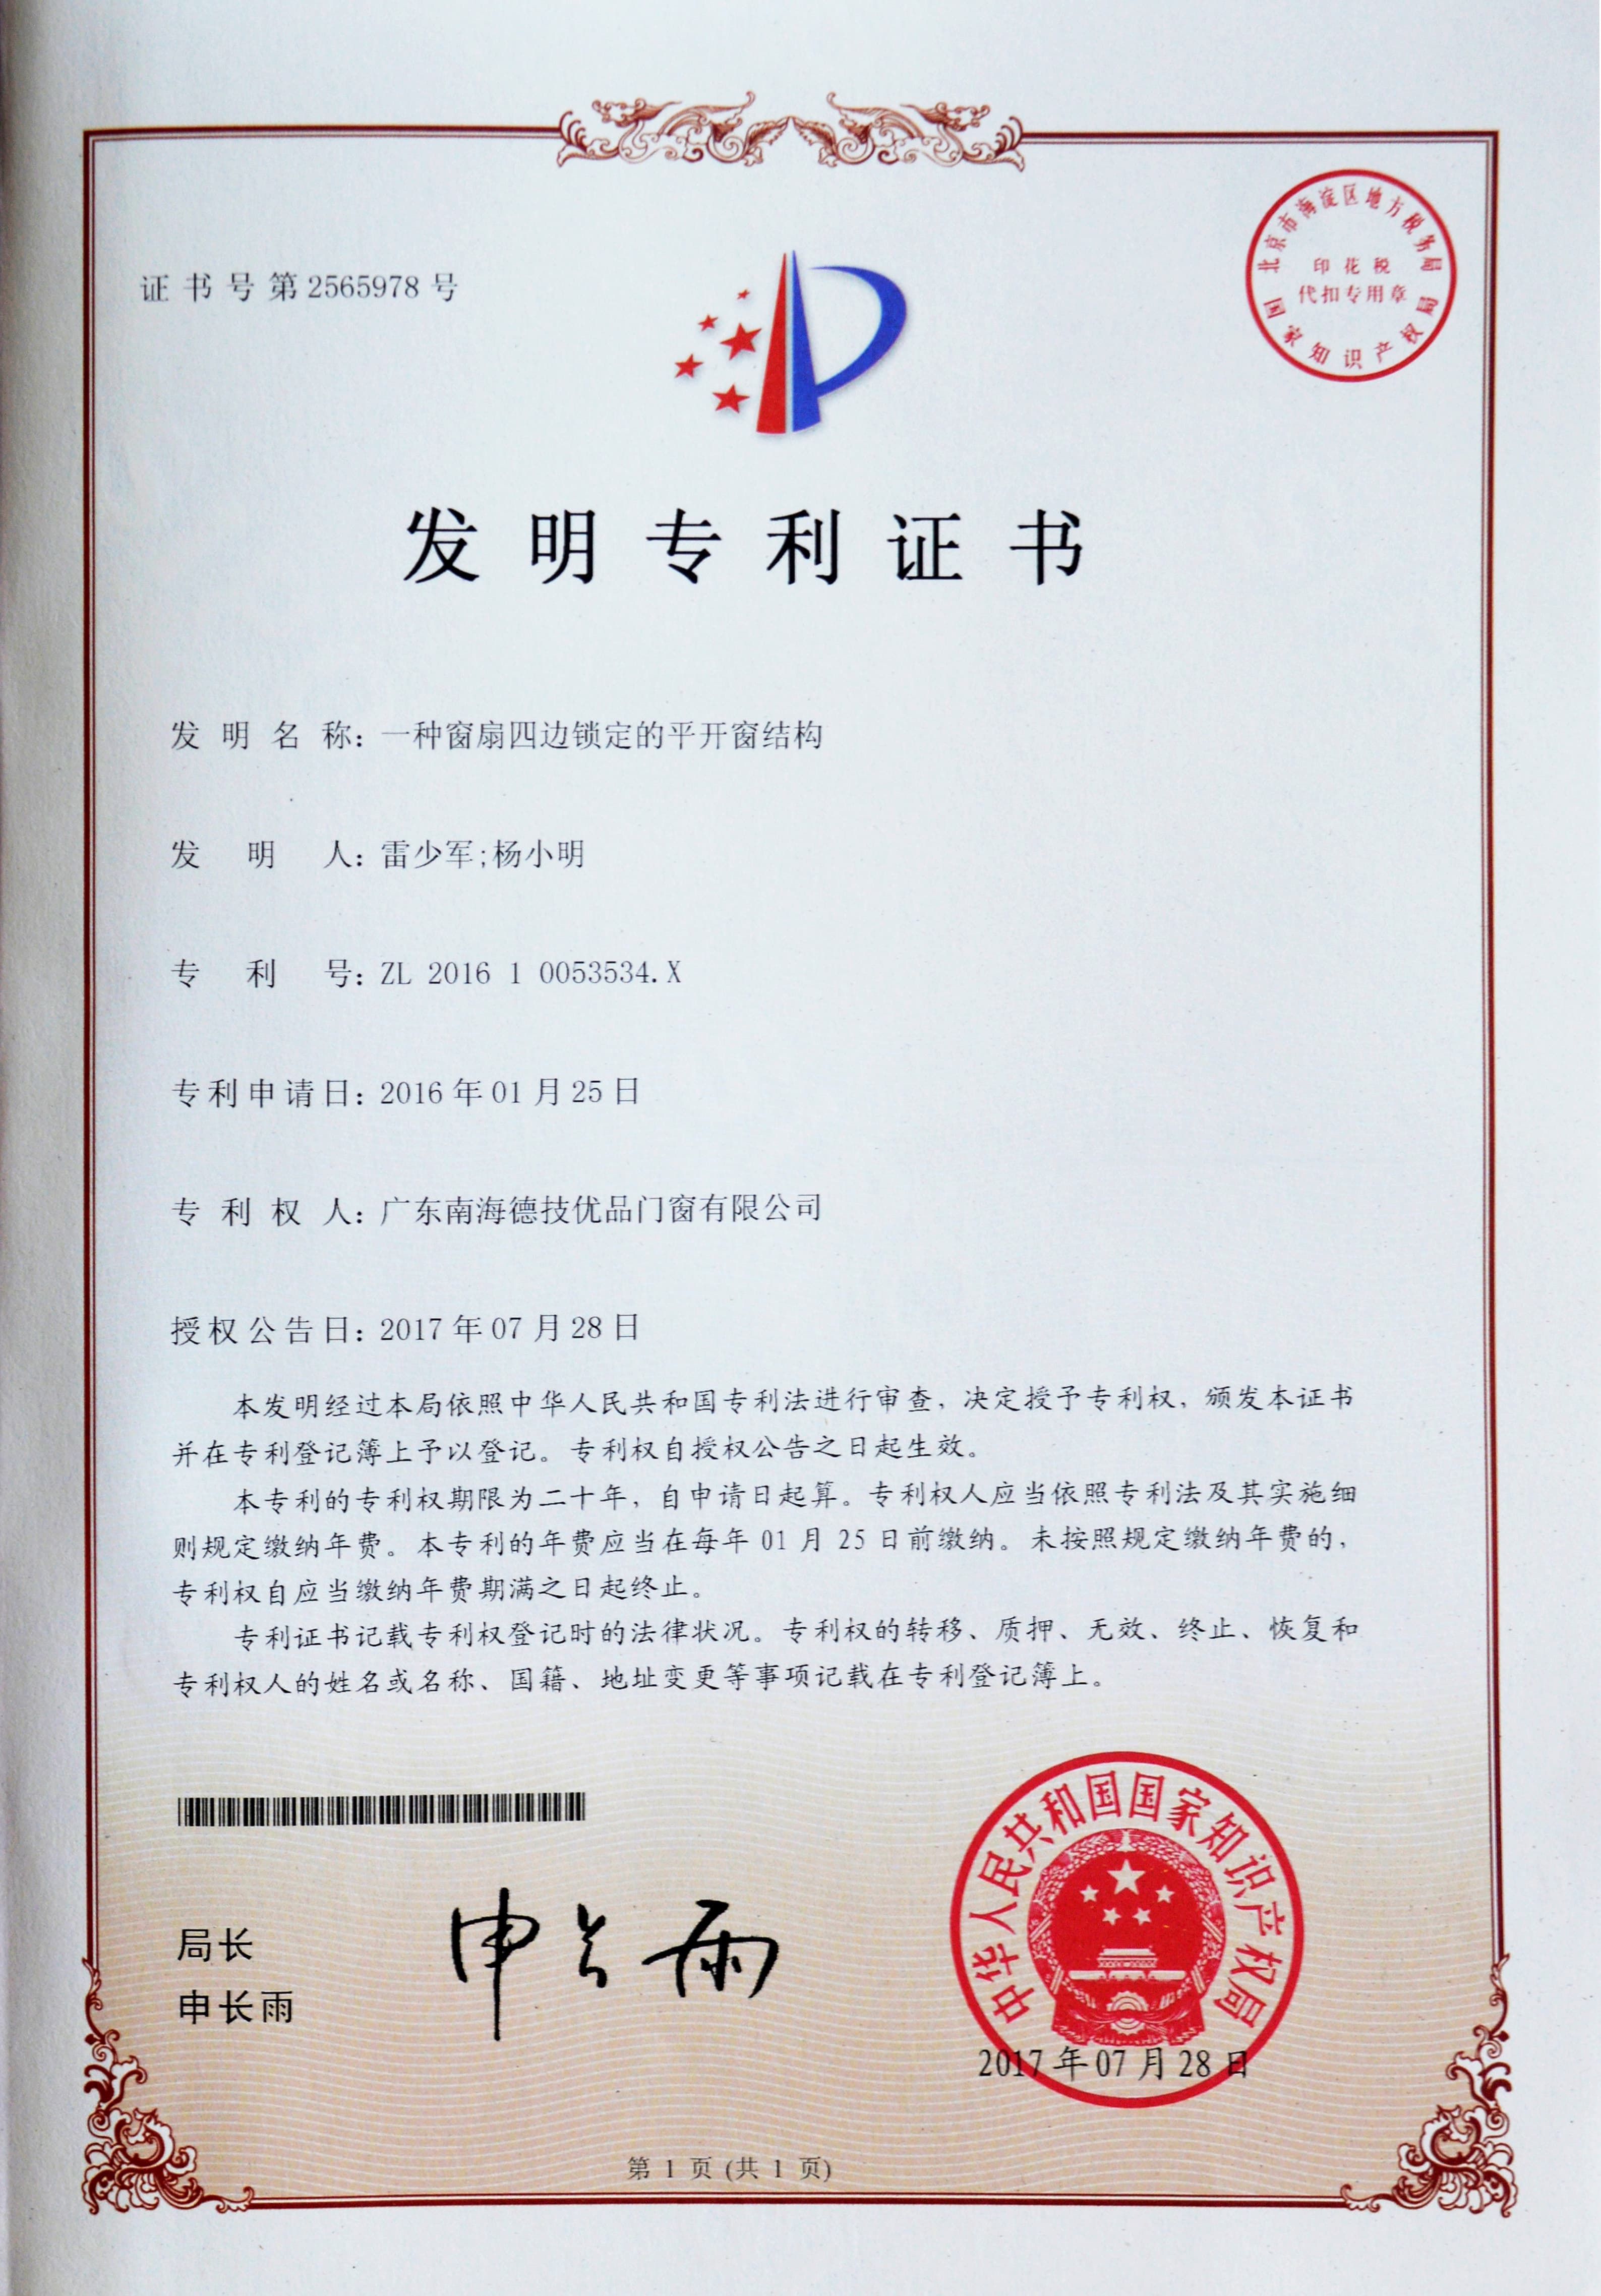 证书号第2565978号
北京市海淀区地方税务局
印花税
代扣专用章
国家知识产权局
发明专利证书
发明名称：一种窗扇四边锁定的平开窗结构
发明人：雷少军;杨小明
专利号：ZL 2016 1 0053534.X
专利申请日：2016年01月25日
专利权人：广东南海德技优品门窗有限公司
授权公告日：2017年07月28日
本发明经过本局依照中华人民共和国专利法进行审查，决定授予专利权，颁发本证书
并在专利登记簿上予以登记。专利权自授权公告之日起生效。
本专利的专利权期限为二十年，自申请日起算。专利权人应当依照专利法及其实施细
则规定缴纳年费。本专利的年费应当在每年01月25日前缴纳。未按照规定缴纳年费的，
专利权自应当缴纳年费期满之日起终止。
专利证书记载专利权登记时的法律状况。专利权的转移、质押、无效、终止、恢复和
专利权人的姓名或名称、国籍、地址变更等事项记载在专利登记簿上。
局长
申长雨
申长雨
中华人民共和国国家知识产权局
2017年07月28日
第1页(共1页)